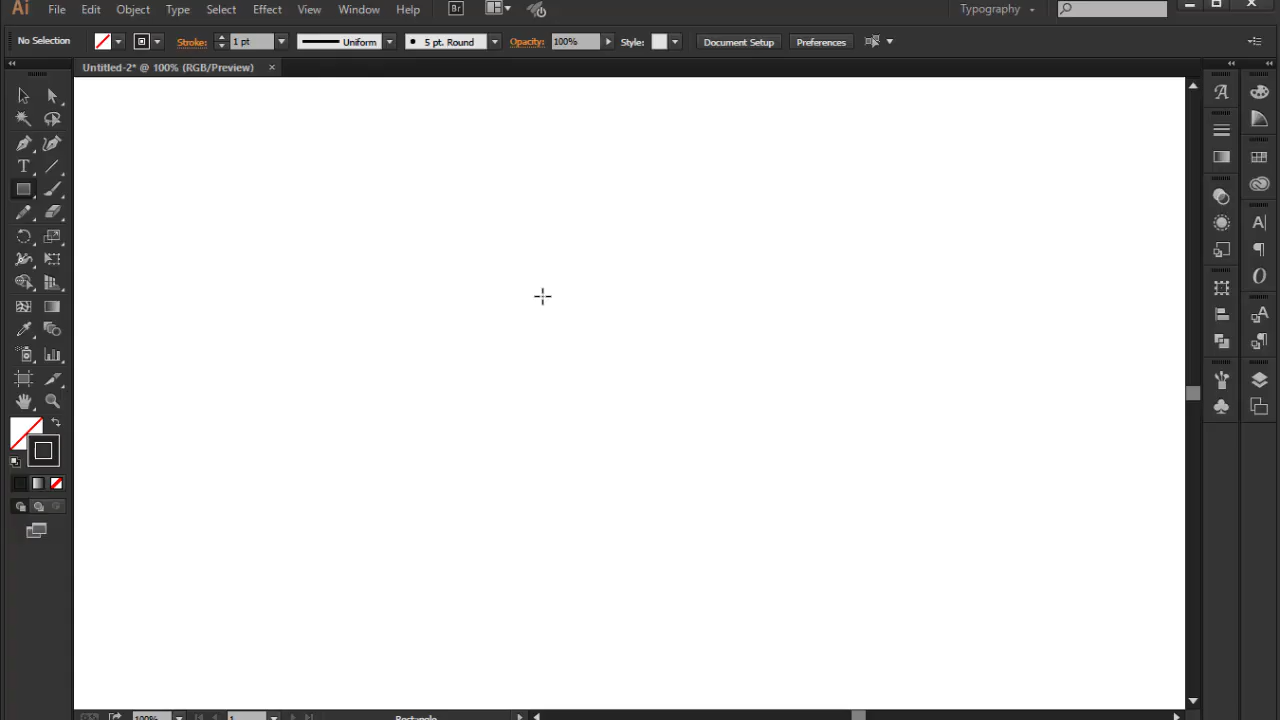 Ai File Edit Object Type Select Effect View Window Help Br Typography
No Selection Stroke: 1 pt Uniform 5 pt. Round Opacity: 100% Style: Document Setup Preferences
Untitled-2* @ 100% (RGB/Preview) ×
100% 1 Rectangle